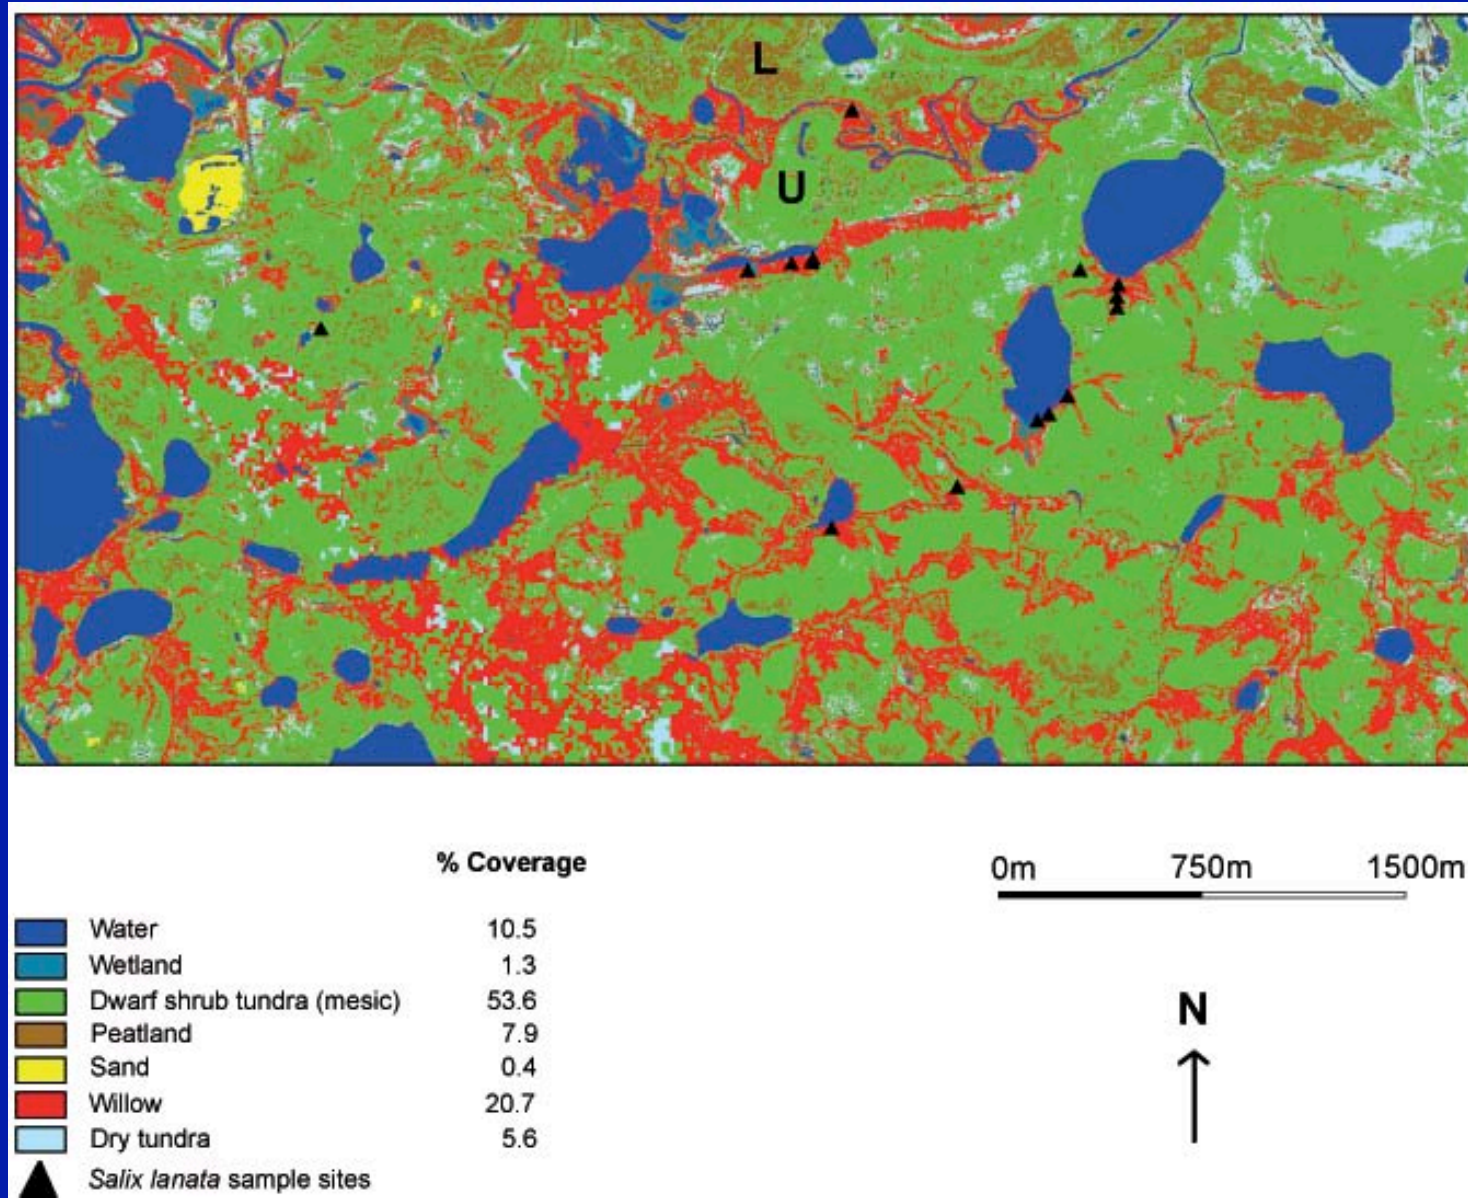 L
U
% Coverage
0m 750m 1500m
Water 10.5
Wetland 1.3
Dwarf shrub tundra (mesic) 53.6
Peatland 7.9
Sand 0.4
Willow 20.7
Dry tundra 5.6
Salix lanata sample sites
N